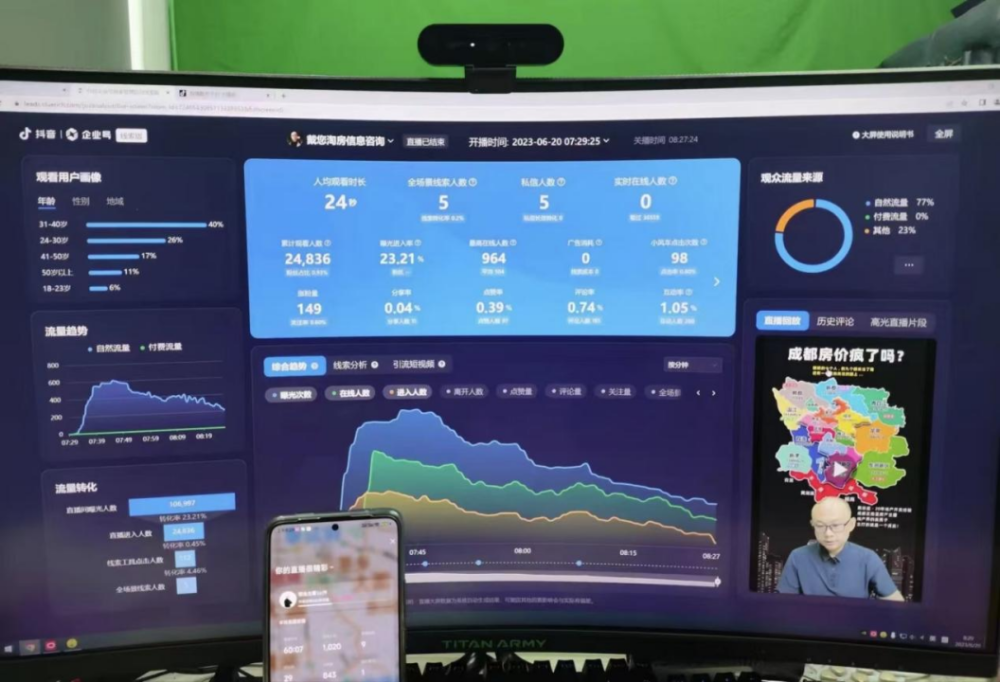 抖音 | 企业号
戴您淘房信息咨询
直播已结束
开播时间: 2023-06-20 07:29:25
关播时间 08:27:24
大屏使用说明书
全屏
观看用户画像
年龄 性别 地域
31-40岁 40%
24-30岁 26%
41-50岁 17%
50岁以上 11%
18-23岁 6%
人均观看时长
24秒
全场景线索人数
5
私信人数
5
实时在线人数
0
累计观看人数
24,836
曝光进入率
23.21%
最高在线人数
964
广告消耗
0
小风车点击次数
98
149
分享率
0.04%
点赞率
0.39%
评论率
0.74%
互动率
1.05%
观众流量来源
自然流量 77%
付费流量 0%
其他 23%
流量趋势
自然流量 付费流量
800
600
400
200
0
07:29 07:39 07:49 07:59 08:09 08:19
综合趋势 线索分析 引流短视频
按分钟
曝光次数 在线人数 进入人数 离开人数 点赞量 评论量 关注量
07:45 08:00 08:15 08:27
流量转化
直播间曝光人数
转化率 23.21%
直播进入人数
24,836
转化率 0.45%
线索工具点击人数
转化率 4.46%
全场景线索人数
直播回放 历史评论 高光直播片段
成都房价疯了吗?
你的直播很精彩
60:07 1,020
29 643
TITAN ARMY